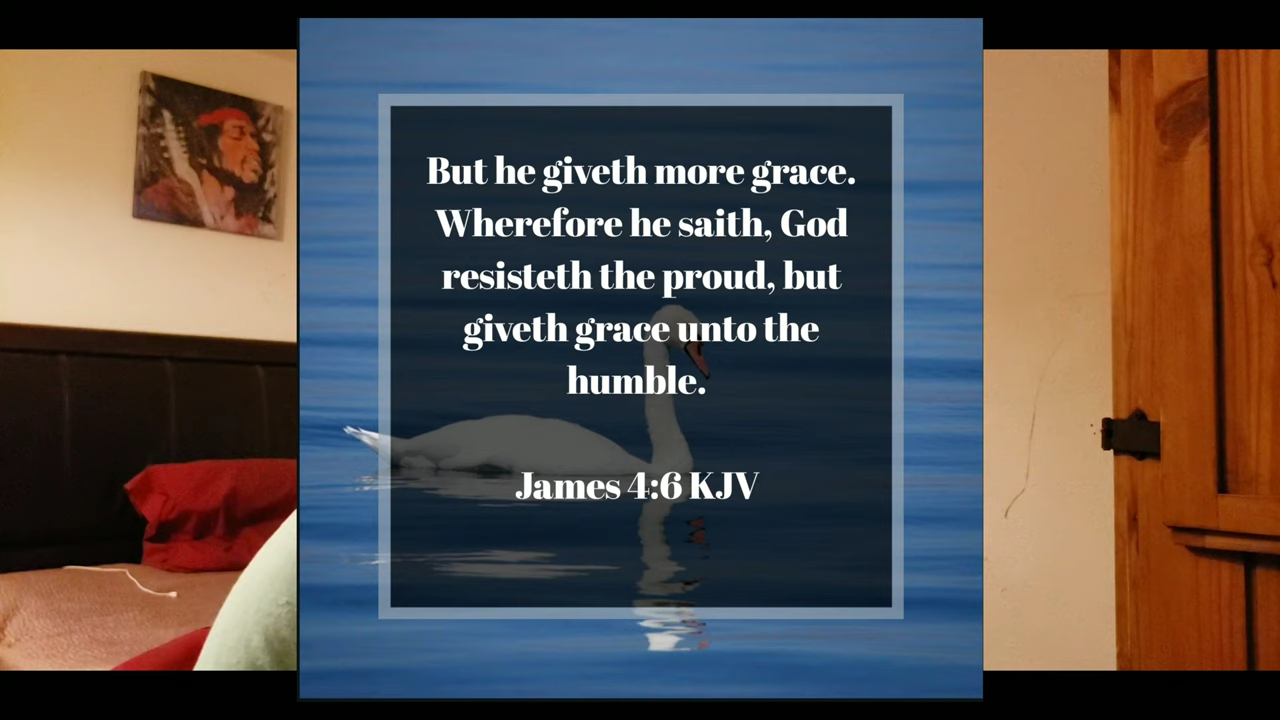 But he giveth more grace.
Wherefore he saith, God
resisteth the proud, but
giveth grace unto the
humble.
James 4:6 KJV